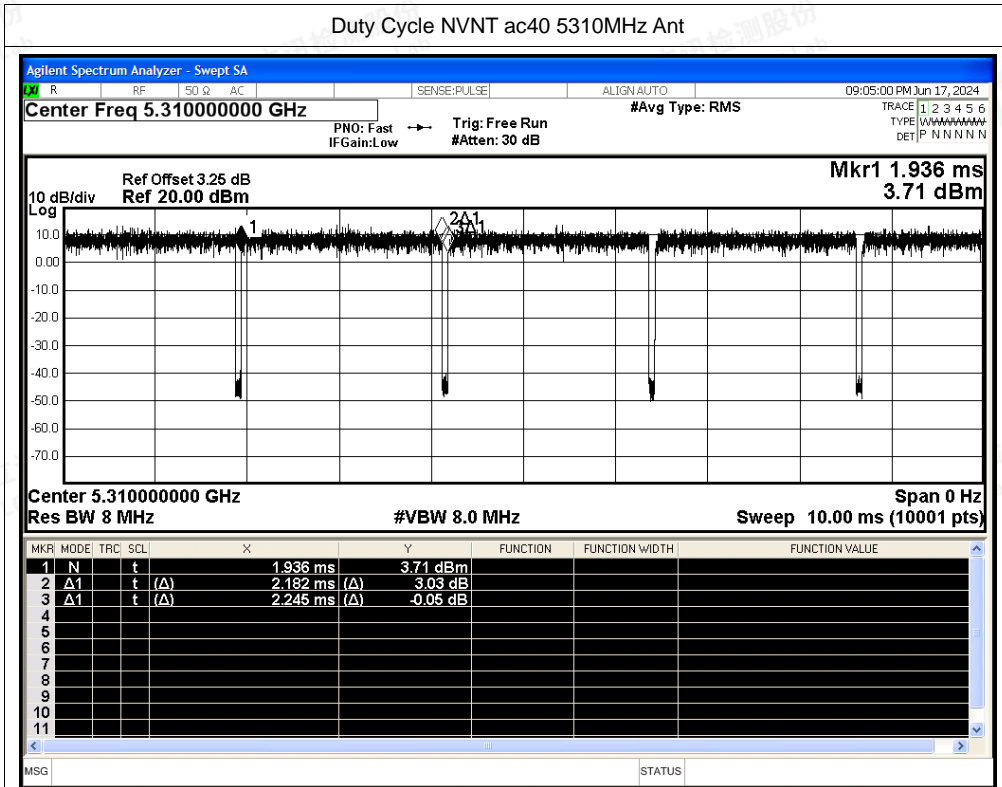 Duty Cycle NVNT ac40 5310MHz Ant
Agilent Spectrum Analyzer - Swept SA
LXI R RF 50 Ω AC SENSE:PULSE ALIGN AUTO 09:05:00 PM Jun 17, 2024
Center Freq 5.310000000 GHz #Avg Type: RMS TRACE 1 2 3 4 5 6
PNO: Fast Trig: Free Run TYPE W
IFGain:Low #Atten: 30 dB DET P N N N N N
Mkr1 1.936 ms
Ref Offset 3.25 dB
10 dB/div Ref 20.00 dBm 3.71 dBm
Log
1 2Δ1
3Δ1
10.0
0.00
-10.0
-20.0
-30.0
-40.0
-50.0
-60.0
-70.0
Center 5.310000000 GHz Span 0 Hz
Res BW 8 MHz #VBW 8.0 MHz Sweep 10.00 ms (10001 pts)
MKR MODE TRC SCL X Y FUNCTION FUNCTION WIDTH FUNCTION VALUE
1 N t 1.936 ms 3.71 dBm
2 Δ1 t (Δ) 2.182 ms (Δ) 3.03 dB
3 Δ1 t (Δ) 2.245 ms (Δ) -0.05 dB
4
5
6
7
8
9
10
11
MSG STATUS